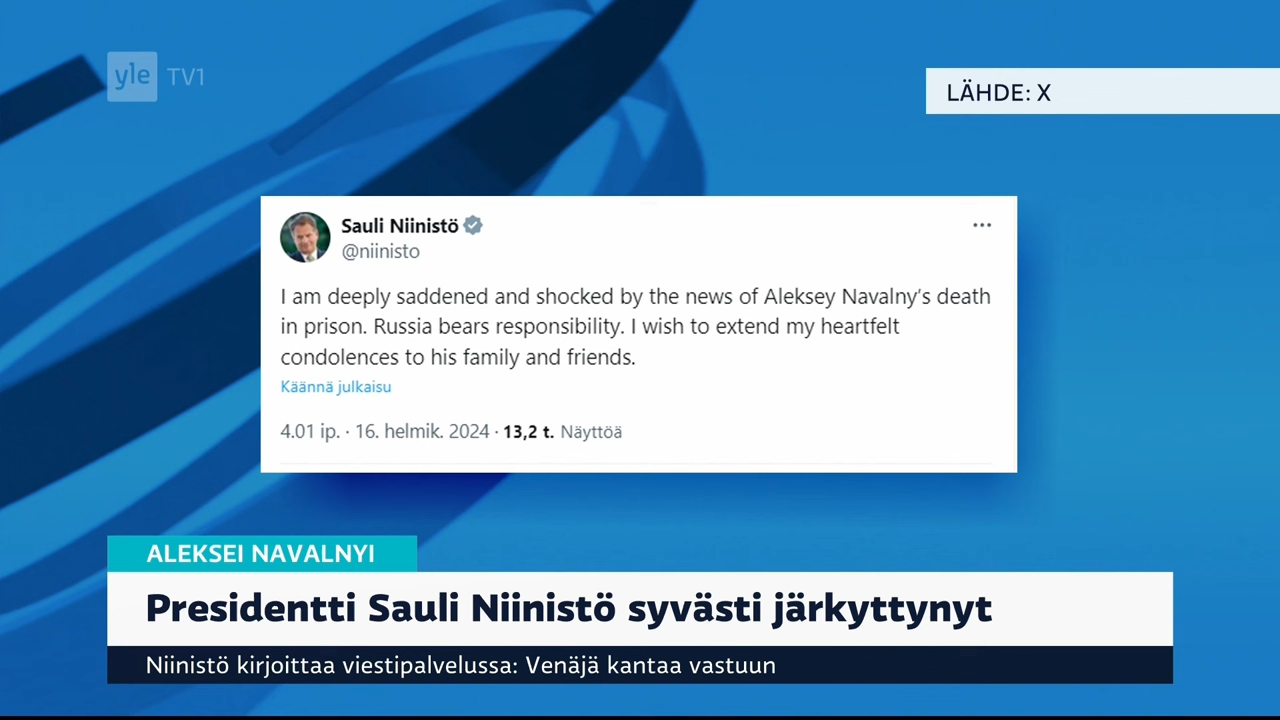 yle TV1
LÄHDE: X
Sauli Niinistö
@niinisto
I am deeply saddened and shocked by the news of Aleksey Navalny's death
in prison. Russia bears responsibility. I wish to extend my heartfelt
condolences to his family and friends.
Käännä julkaisu
4.01 ip. · 16. helmik. 2024 · 13,2 t. Näyttöä
ALEKSEI NAVALNYI
Presidentti Sauli Niinistö syvästi järkyttynyt
Niinistö kirjoittaa viestipalvelussa: Venäjä kantaa vastuun